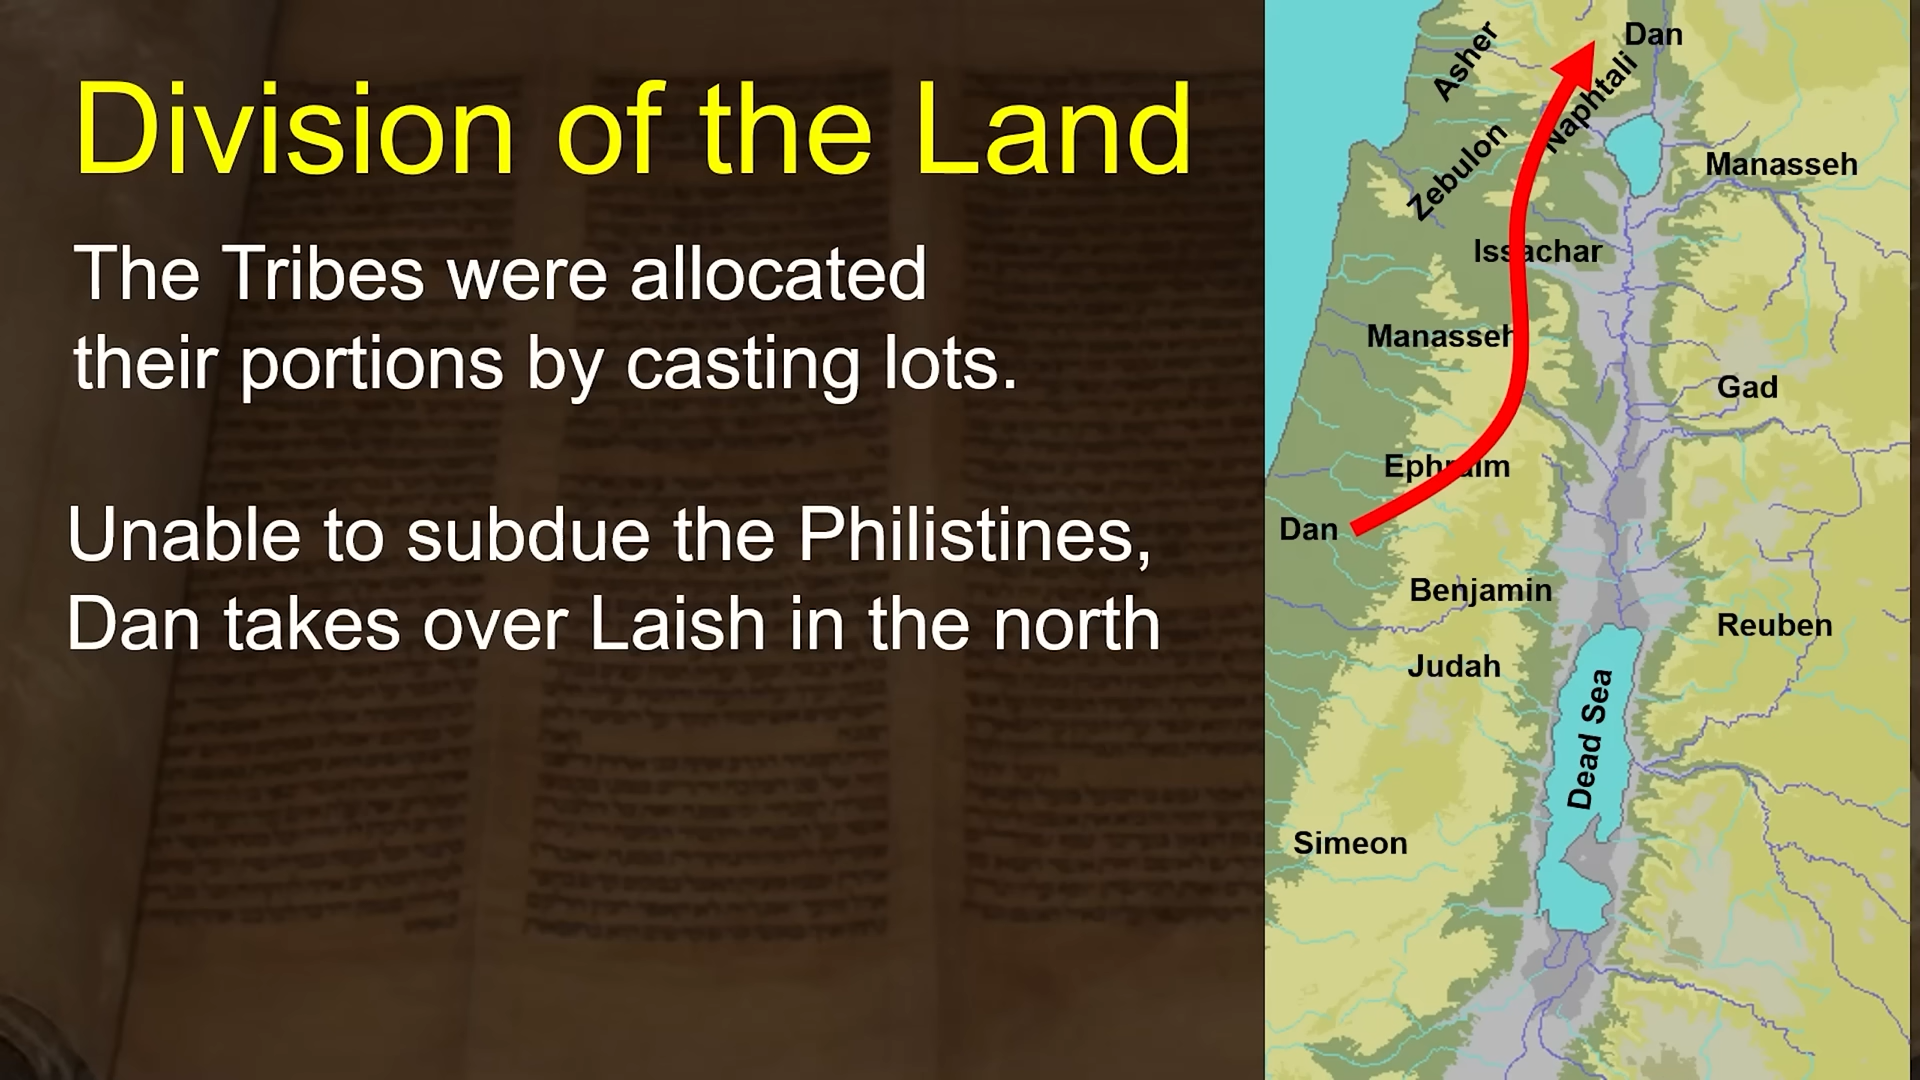 Division of the Land
The Tribes were allocated
their portions by casting lots.
Unable to subdue the Philistines,
Dan takes over Laish in the north
Dan
Asher
Naphtali
Zebulon
Manasseh
Issachar
Manasseh
Gad
Ephraim
Dan
Benjamin
Reuben
Judah
Dead Sea
Simeon